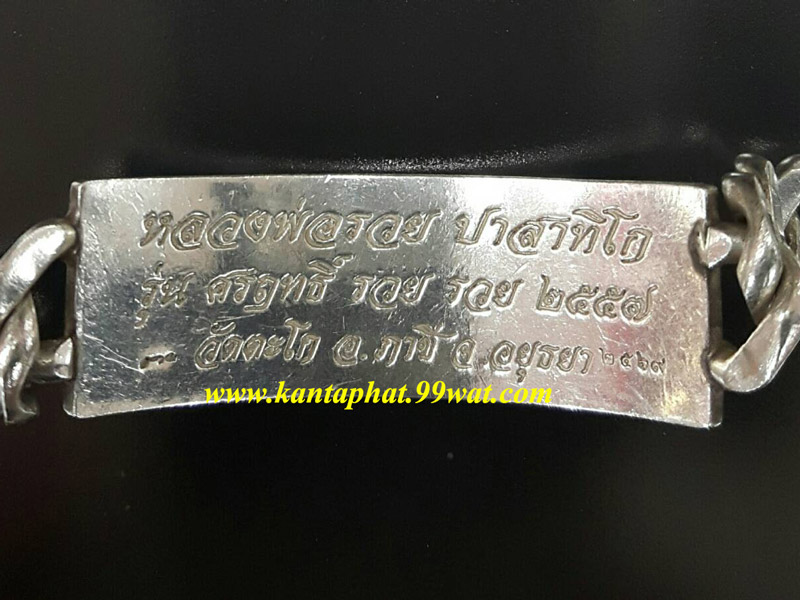 หลวงพ่อรวย ปาสาทิโก
รุ่น ศรฤทธิ์ รวย รวย ๒๕๕๗
วัดตะโก อ.ภาชี จ.อยุธยา ๒๕๖๙
www.kantaphat.99wat.com